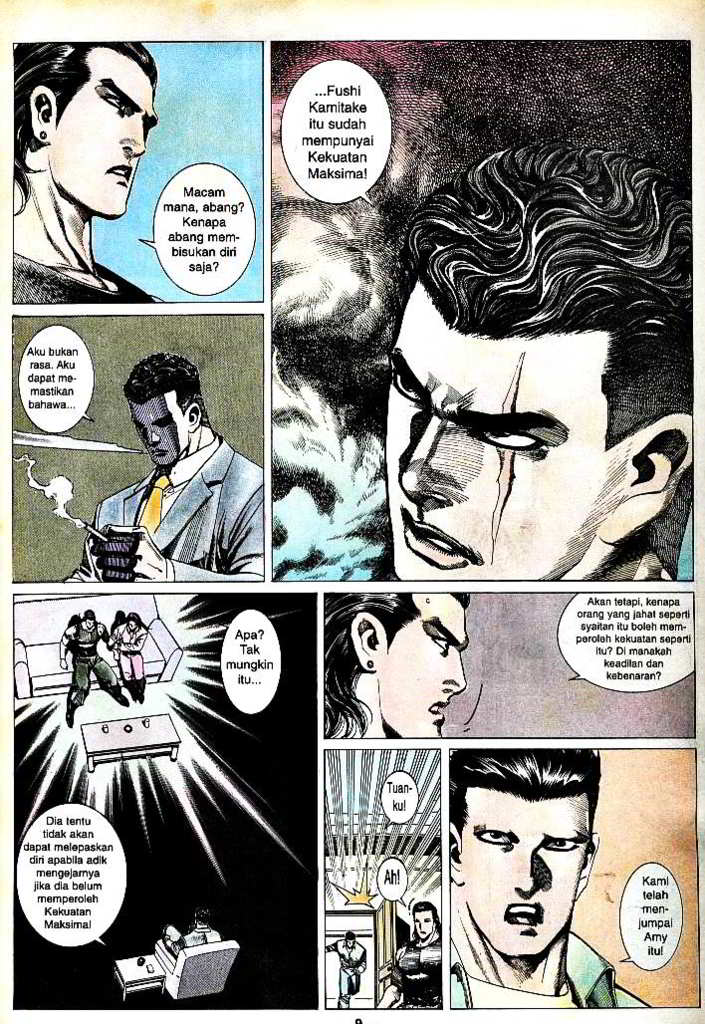 Macam
mana, abang?
Kenapa
abang mem-
bisukan diri
saja?
Aku bukan
rasa. Aku
dapat me-
mastikan
bahawa...
...Fushi
Kamitake
itu sudah
mempunyai
Kekuatan
Maksima!
Apa?
Tak
mungkin
itu...
Dia tentu
tidak akan
dapat melepaskan
diri apabila adik
mengejarnya
jika dia belum
memperoleh
Kekuatan
Maksima!
Akan tetapi, kenapa
orang yang jahat seperti
syaitan itu boleh mem-
peroleh kekuatan seperti
itu? Di manakah
keadilan dan
kebenaran?
Tuan-
ku!
Ah!
Kami
telah
men-
jumpai
Amy
itu!
9